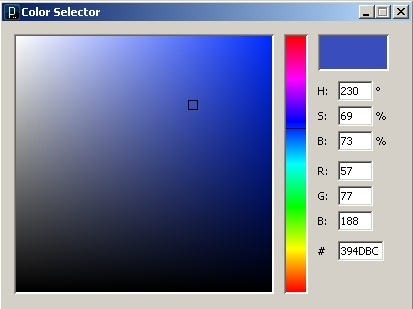 Color Selector
H: 230 °
S: 69 %
B: 73 %
R: 57
G: 77
B: 188
# 394DBC